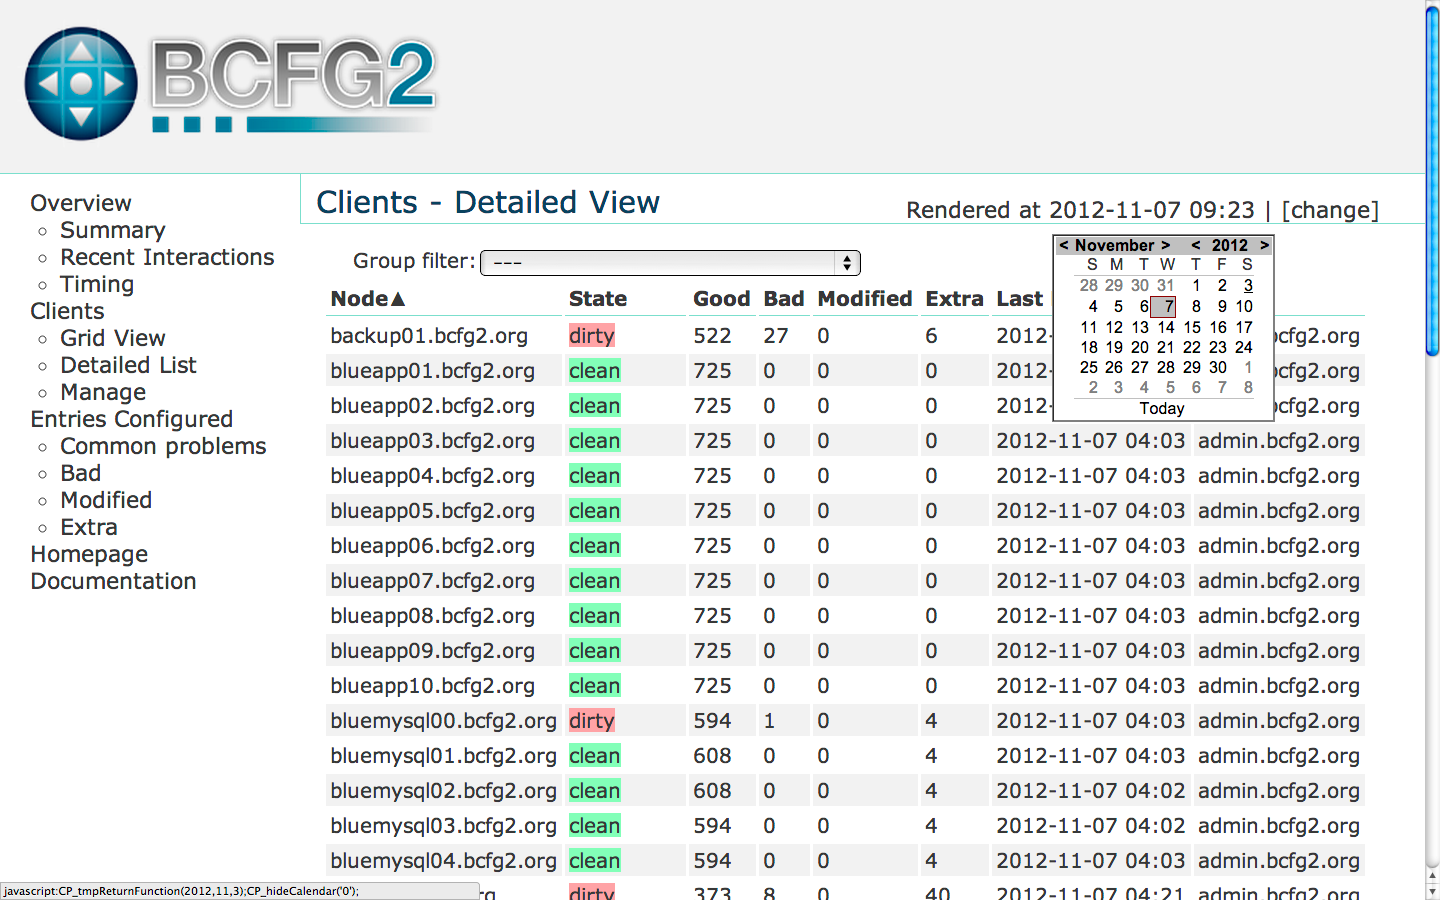 BCFG2
Overview
Summary
Recent Interactions
Timing
Clients
Grid View
Detailed List
Manage
Entries Configured
Common problems
Bad
Modified
Extra
Homepage
Documentation
Clients - Detailed View
Rendered at 2012-11-07 09:23 | [change]
Group filter: ---
< November > < 2012 >
S M T W T F S
28 29 30 31 1 2 3
4 5 6 7 8 9 10
11 12 13 14 15 16 17
18 19 20 21 22 23 24
25 26 27 28 29 30 1
2 3 4 5 6 7 8
Today
Node▲ State Good Bad Modified Extra Last
backup01.bcfg2.org dirty 522 27 0 6 2012- cfg2.org
blueapp01.bcfg2.org clean 725 0 0 0 2012- cfg2.org
blueapp02.bcfg2.org clean 725 0 0 0 2012- cfg2.org
blueapp03.bcfg2.org clean 725 0 0 0 2012-11-07 04:03 admin.bcfg2.org
blueapp04.bcfg2.org clean 725 0 0 0 2012-11-07 04:03 admin.bcfg2.org
blueapp05.bcfg2.org clean 725 0 0 0 2012-11-07 04:03 admin.bcfg2.org
blueapp06.bcfg2.org clean 725 0 0 0 2012-11-07 04:03 admin.bcfg2.org
blueapp07.bcfg2.org clean 725 0 0 0 2012-11-07 04:03 admin.bcfg2.org
blueapp08.bcfg2.org clean 725 0 0 0 2012-11-07 04:03 admin.bcfg2.org
blueapp09.bcfg2.org clean 725 0 0 0 2012-11-07 04:03 admin.bcfg2.org
blueapp10.bcfg2.org clean 725 0 0 0 2012-11-07 04:03 admin.bcfg2.org
bluemysql00.bcfg2.org dirty 594 1 0 4 2012-11-07 04:03 admin.bcfg2.org
bluemysql01.bcfg2.org clean 608 0 0 4 2012-11-07 04:03 admin.bcfg2.org
bluemysql02.bcfg2.org clean 608 0 0 4 2012-11-07 04:02 admin.bcfg2.org
bluemysql03.bcfg2.org clean 594 0 0 4 2012-11-07 04:02 admin.bcfg2.org
bluemysql04.bcfg2.org clean 594 0 0 4 2012-11-07 04:03 admin.bcfg2.org
dirty 373 8 0 40 2012-11-07 04:21 admin.bcfg2.org
javascript:CP_tmpReturnFunction(2012,11,3);CP_hideCalendar('0');